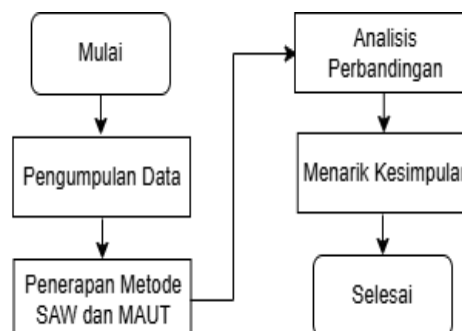 Mulai
Pengumpulan Data
Penerapan Metode
SAW dan MAUT
Analisis
Perbandingan
Menarik Kesimpulan
Selesai